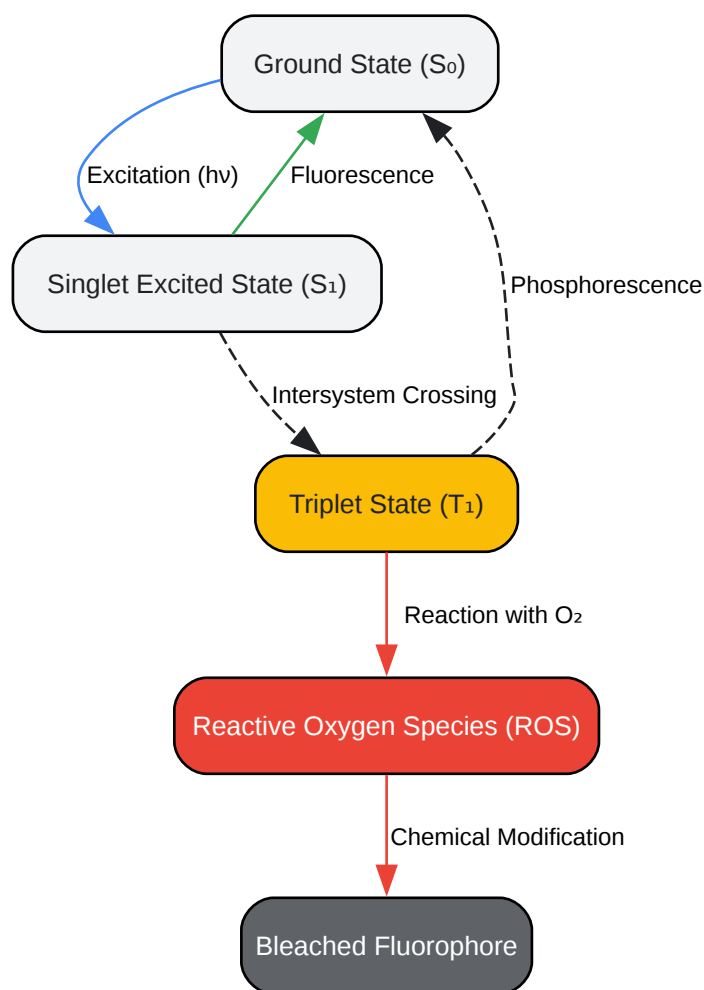 Ground State (S₀)
Excitation (hν)
Fluorescence
Singlet Excited State (S₁)
Phosphorescence
Intersystem Crossing
Triplet State (T₁)
Reaction with O₂
Reactive Oxygen Species (ROS)
Chemical Modification
Bleached Fluorophore